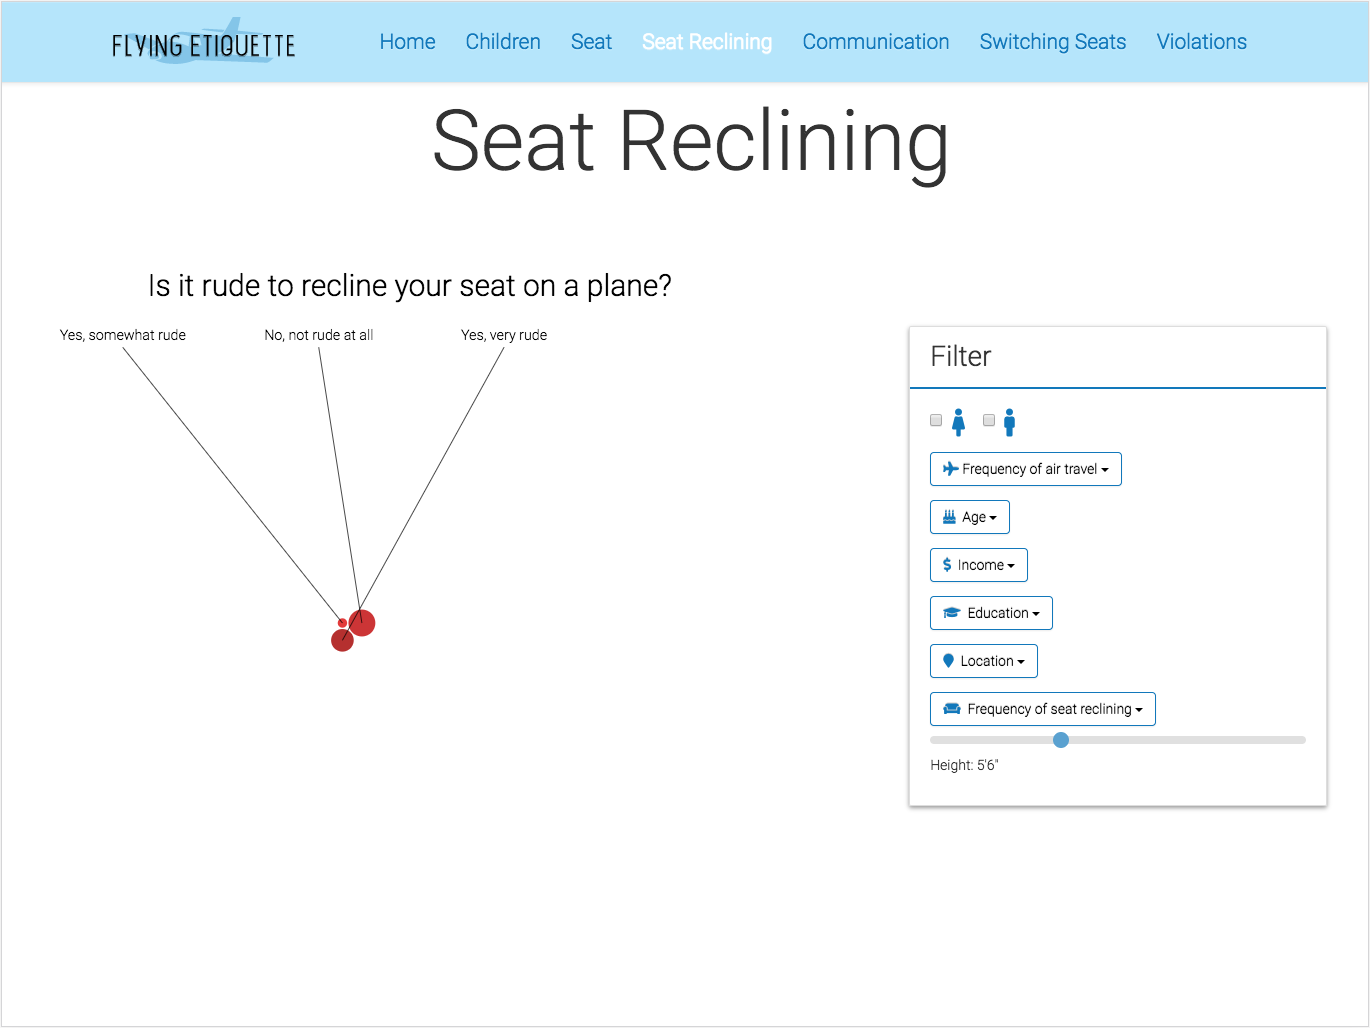 FLYING ETIQUETTE
Home Children Seat Seat Reclining Communication Switching Seats Violations
Seat Reclining
Is it rude to recline your seat on a plane?
Yes, somewhat rude No, not rude at all Yes, very rude
Filter
Frequency of air travel
Age
Income
Education
Location
Frequency of seat reclining
Height: 5'6"